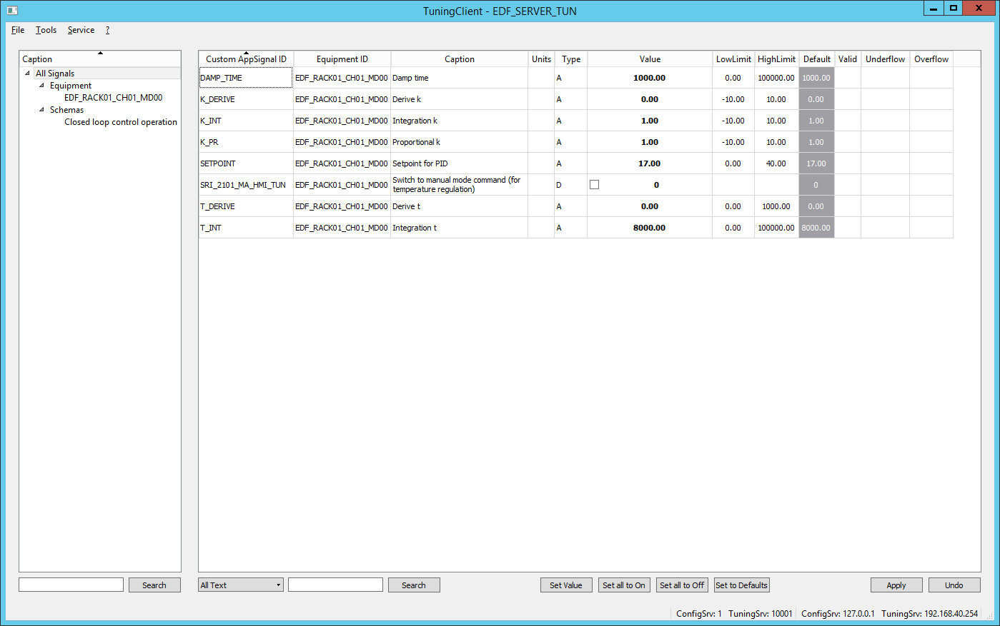 TuningClient - EDF_SERVER_TUN
File Tools Service ?
Caption
All Signals
Equipment
EDF_RACK01_CH01_MD00
Schemas
Closed loop control operation
Custom AppSignal ID Equipment ID Caption Units Type Value LowLimit HighLimit Default Valid Underflow Overflow
DAMP_TIME EDF_RACK01_CH01_MD00 Damp time A 1000.00 0.00 100000.00 1000.00
K_DERIVE EDF_RACK01_CH01_MD00 Derive k A 0.00 -10.00 10.00 0.00
K_INT EDF_RACK01_CH01_MD00 Integration k A 1.00 -10.00 10.00 1.00
K_PR EDF_RACK01_CH01_MD00 Proportional k A 1.00 -10.00 10.00 1.00
SETPOINT EDF_RACK01_CH01_MD00 Setpoint for PID A 17.00 0.00 40.00 17.00
SRI_2101_MA_HMI_TUN EDF_RACK01_CH01_MD00 Switch to manual mode command (for
temperature regulation) D 0 0
T_DERIVE EDF_RACK01_CH01_MD00 Derive t A 0.00 0.00 1000.00 0.00
T_INT EDF_RACK01_CH01_MD00 Integration t A 8000.00 0.00 100000.00 8000.00
Search All Text Search Set Value Set all to On Set all to Off Set to Defaults Apply Undo
ConfigSrv: 1 TuningSrv: 10001 ConfigSrv: 127.0.0.1 TuningSrv: 192.168.40.254